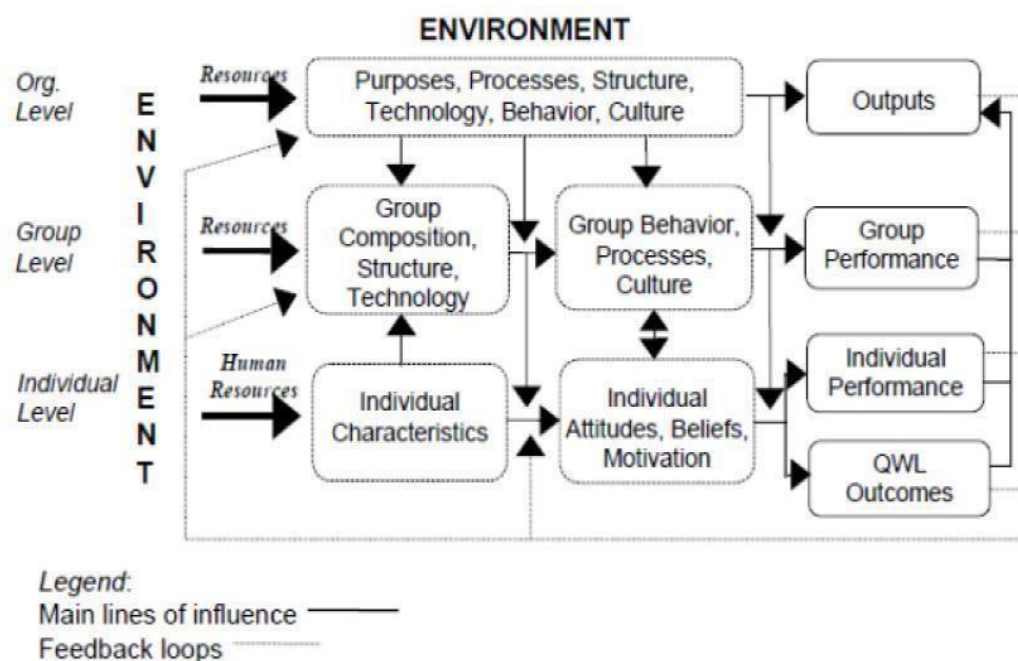 ENVIRONMENT
Org.
Level
Resources
Purposes, Processes, Structure,
Technology, Behavior, Culture
Outputs
ENVIRONMENT
Group
Level
Resources
Group
Composition,
Structure,
Technology
Group Behavior,
Processes,
Culture
Group
Performance
Individual
Level
Human
Resources
Individual
Characteristics
Individual
Attitudes, Beliefs,
Motivation
Individual
Performance
QWL
Outcomes
Legend:
Main lines of influence
Feedback loops